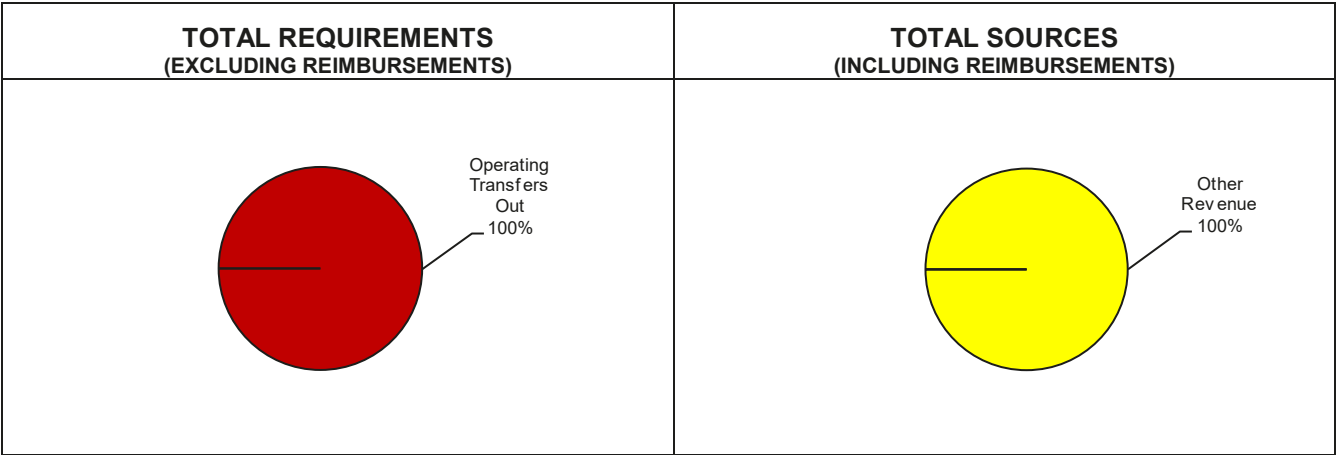 TOTAL REQUIREMENTS
(EXCLUDING REIMBURSEMENTS)
Operating
Transfers
Out
100%
TOTAL SOURCES
(INCLUDING REIMBURSEMENTS)
Other
Revenue
100%